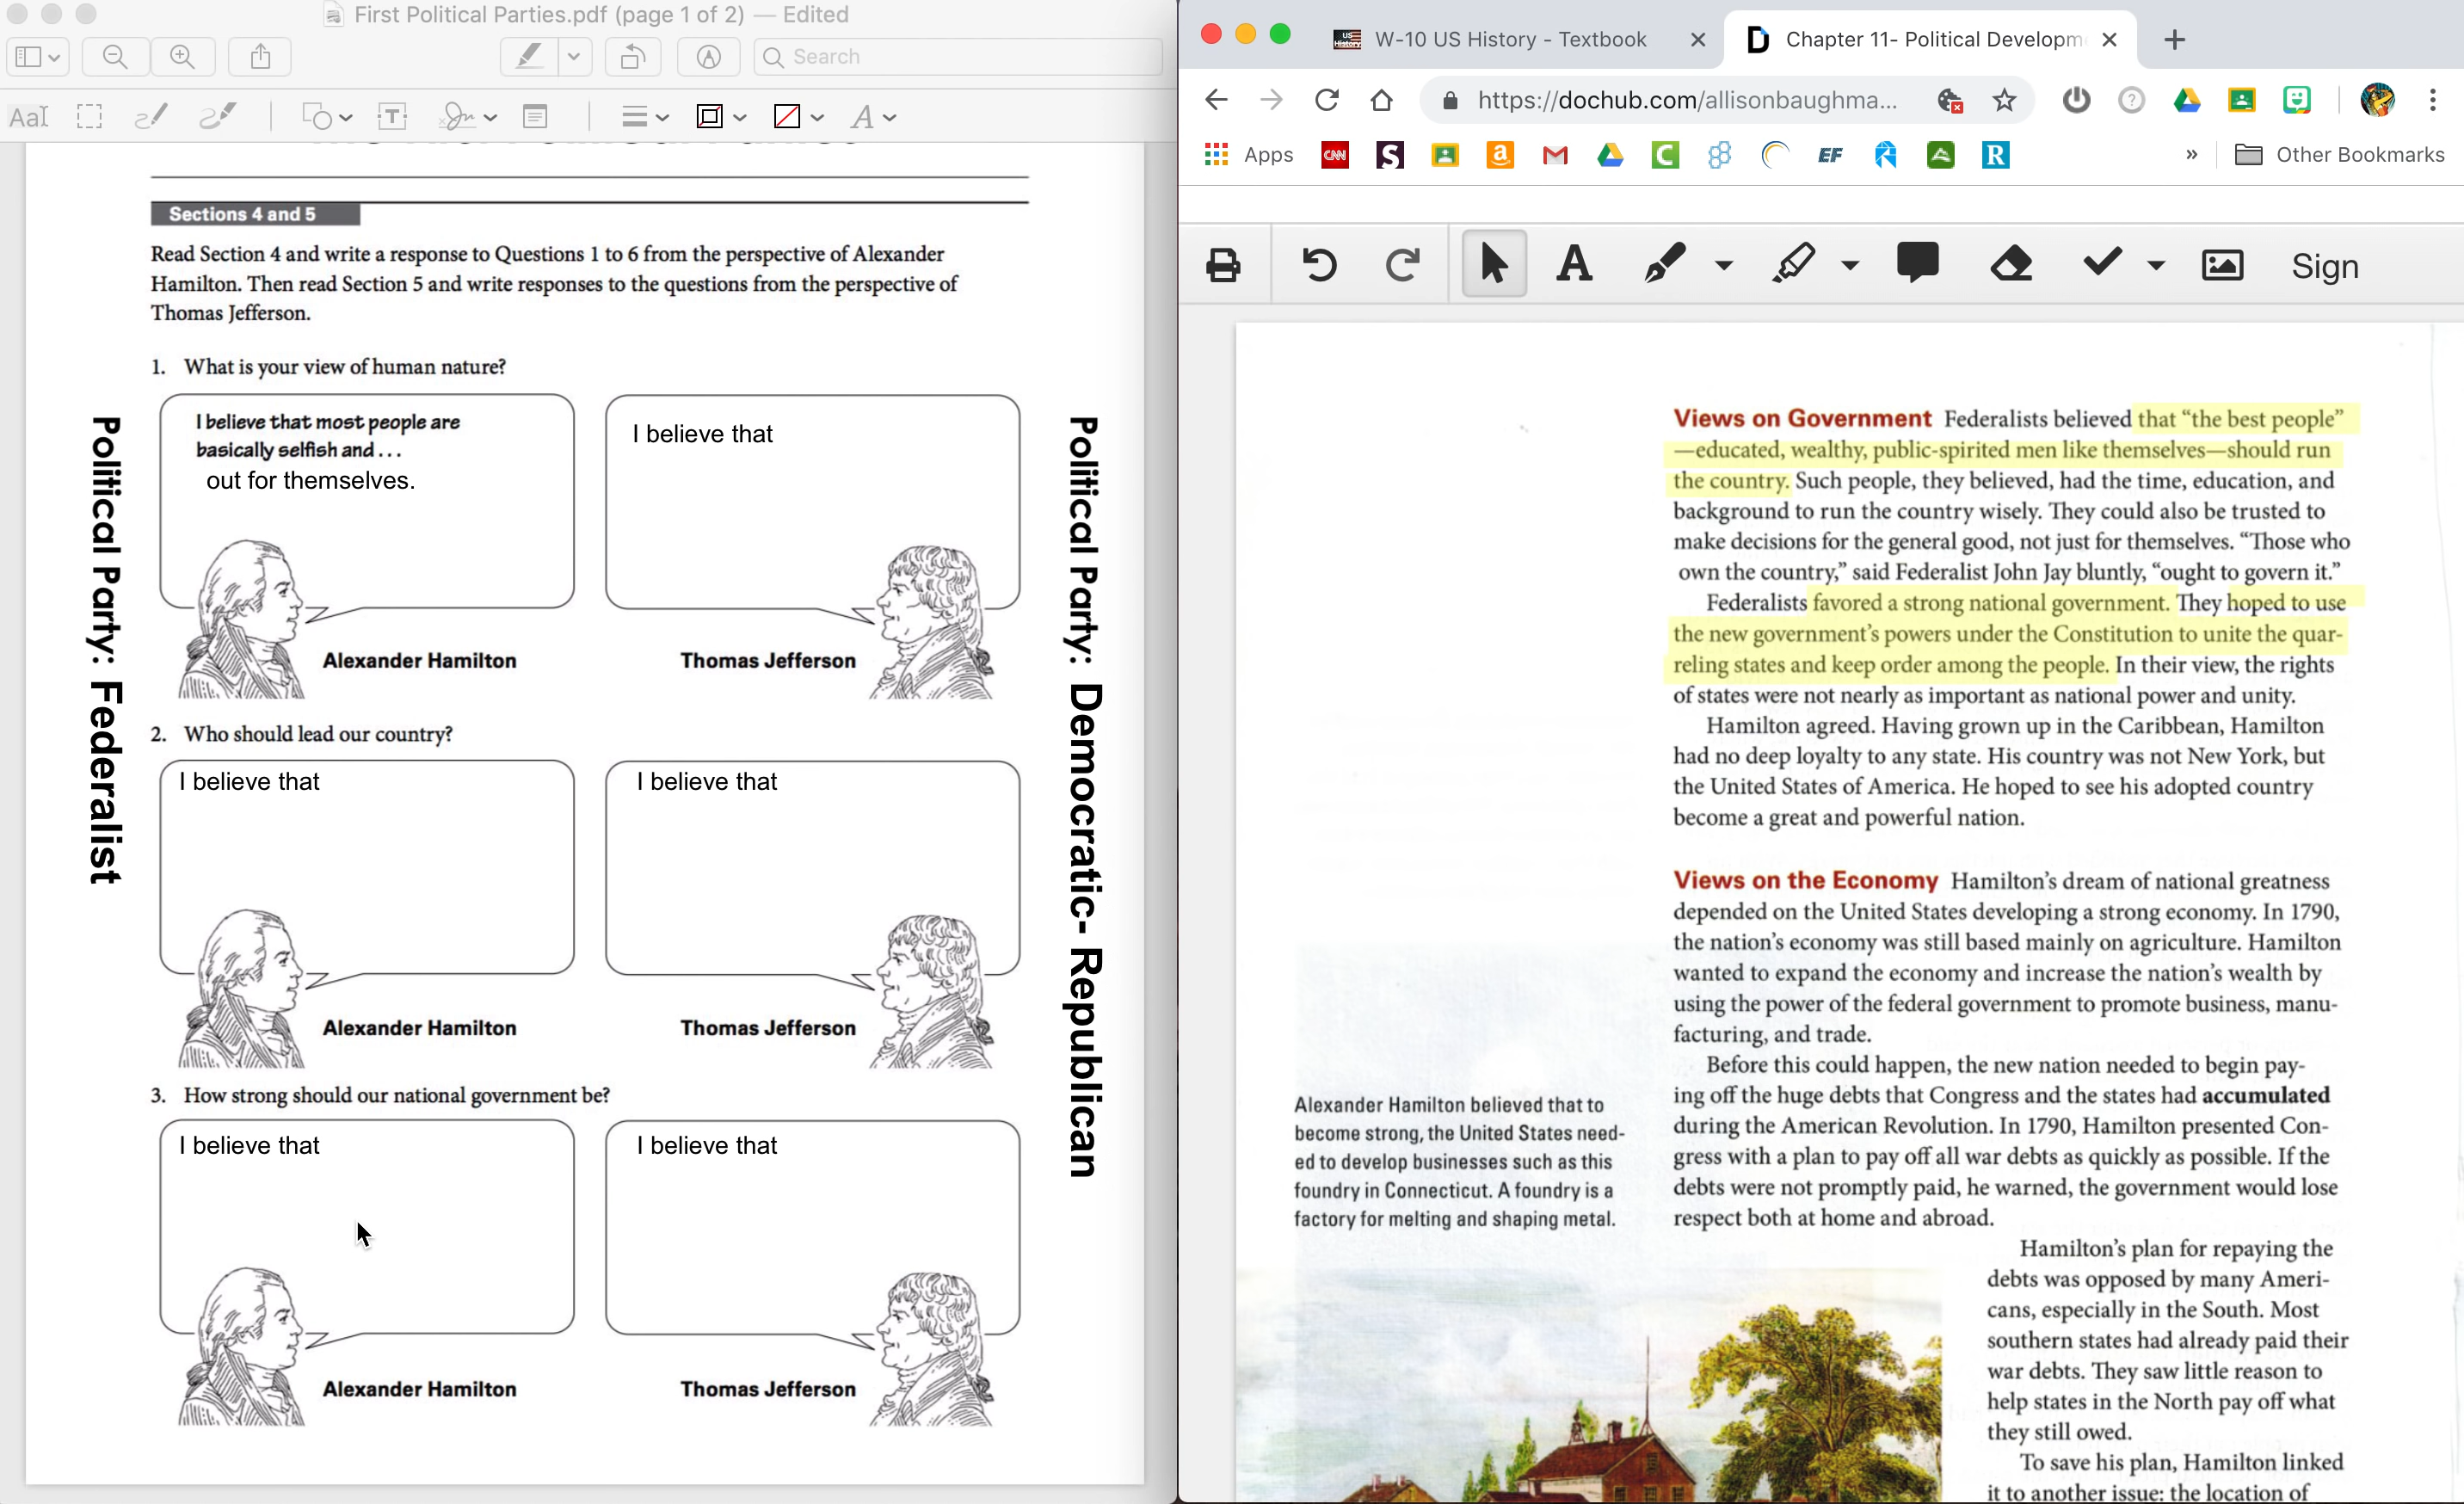 First Political Parties.pdf (page 1 of 2) — Edited
Search
Sections 4 and 5
Read Section 4 and write a response to Questions 1 to 6 from the perspective of Alexander
Hamilton. Then read Section 5 and write responses to the questions from the perspective of
Thomas Jefferson.
1. What is your view of human nature?
I believe that most people are
basically selfish and . . .
out for themselves.
I believe that
Alexander Hamilton
Thomas Jefferson
2. Who should lead our country?
I believe that
I believe that
Alexander Hamilton
Thomas Jefferson
3. How strong should our national government be?
I believe that
I believe that
Alexander Hamilton
Thomas Jefferson
Political Party: Federalist
Political Party: Democratic- Republican
W-10 US History - Textbook
Chapter 11- Political Developm
https://dochub.com/allisonbaughma...
Apps
CNN
EF
Other Bookmarks
Sign
Views on Government Federalists believed that “the best people”
—educated, wealthy, public-spirited men like themselves—should run
the country. Such people, they believed, had the time, education, and
background to run the country wisely. They could also be trusted to
make decisions for the general good, not just for themselves. “Those who
own the country,” said Federalist John Jay bluntly, “ought to govern it.”
Federalists favored a strong national government. They hoped to use
the new government’s powers under the Constitution to unite the quar-
reling states and keep order among the people. In their view, the rights
of states were not nearly as important as national power and unity.
Hamilton agreed. Having grown up in the Caribbean, Hamilton
had no deep loyalty to any state. His country was not New York, but
the United States of America. He hoped to see his adopted country
become a great and powerful nation.
Views on the Economy Hamilton’s dream of national greatness
depended on the United States developing a strong economy. In 1790,
the nation’s economy was still based mainly on agriculture. Hamilton
wanted to expand the economy and increase the nation’s wealth by
using the power of the federal government to promote business, manu-
facturing, and trade.
Before this could happen, the new nation needed to begin pay-
ing off the huge debts that Congress and the states had accumulated
during the American Revolution. In 1790, Hamilton presented Con-
gress with a plan to pay off all war debts as quickly as possible. If the
debts were not promptly paid, he warned, the government would lose
respect both at home and abroad.
Hamilton’s plan for repaying the
debts was opposed by many Ameri-
cans, especially in the South. Most
southern states had already paid their
war debts. They saw little reason to
help states in the North pay off what
they still owed.
To save his plan, Hamilton linked
it to another issue: the location of
Alexander Hamilton believed that to
become strong, the United States need-
ed to develop businesses such as this
foundry in Connecticut. A foundry is a
factory for melting and shaping metal.